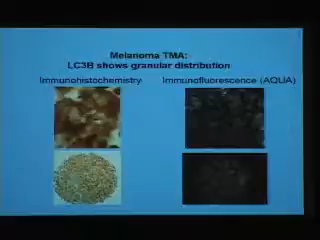 Melanoma TMA:
LC3B shows granular distribution
Immunohistochemistry
Immunofluorescence (AQUA)